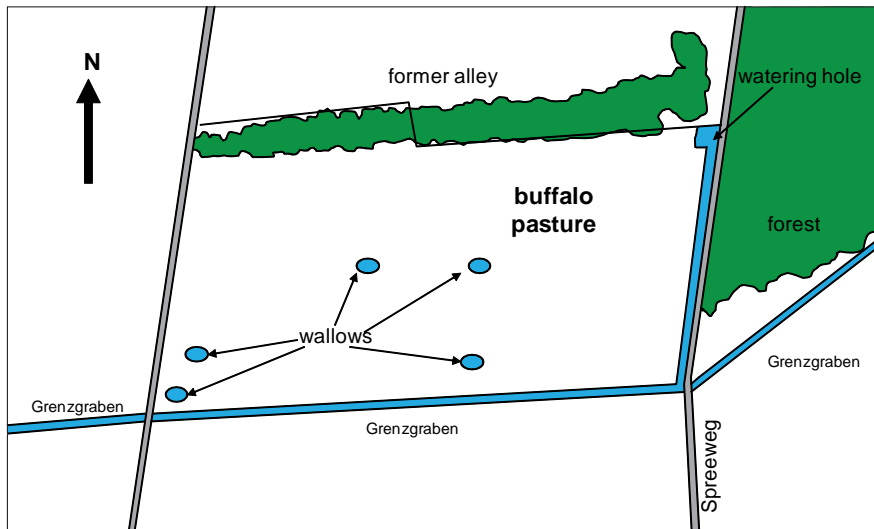 N
former alley
watering hole
buffalo
pasture
forest
wallows
Grenzgraben
Grenzgraben
Grenzgraben
Spreeweg